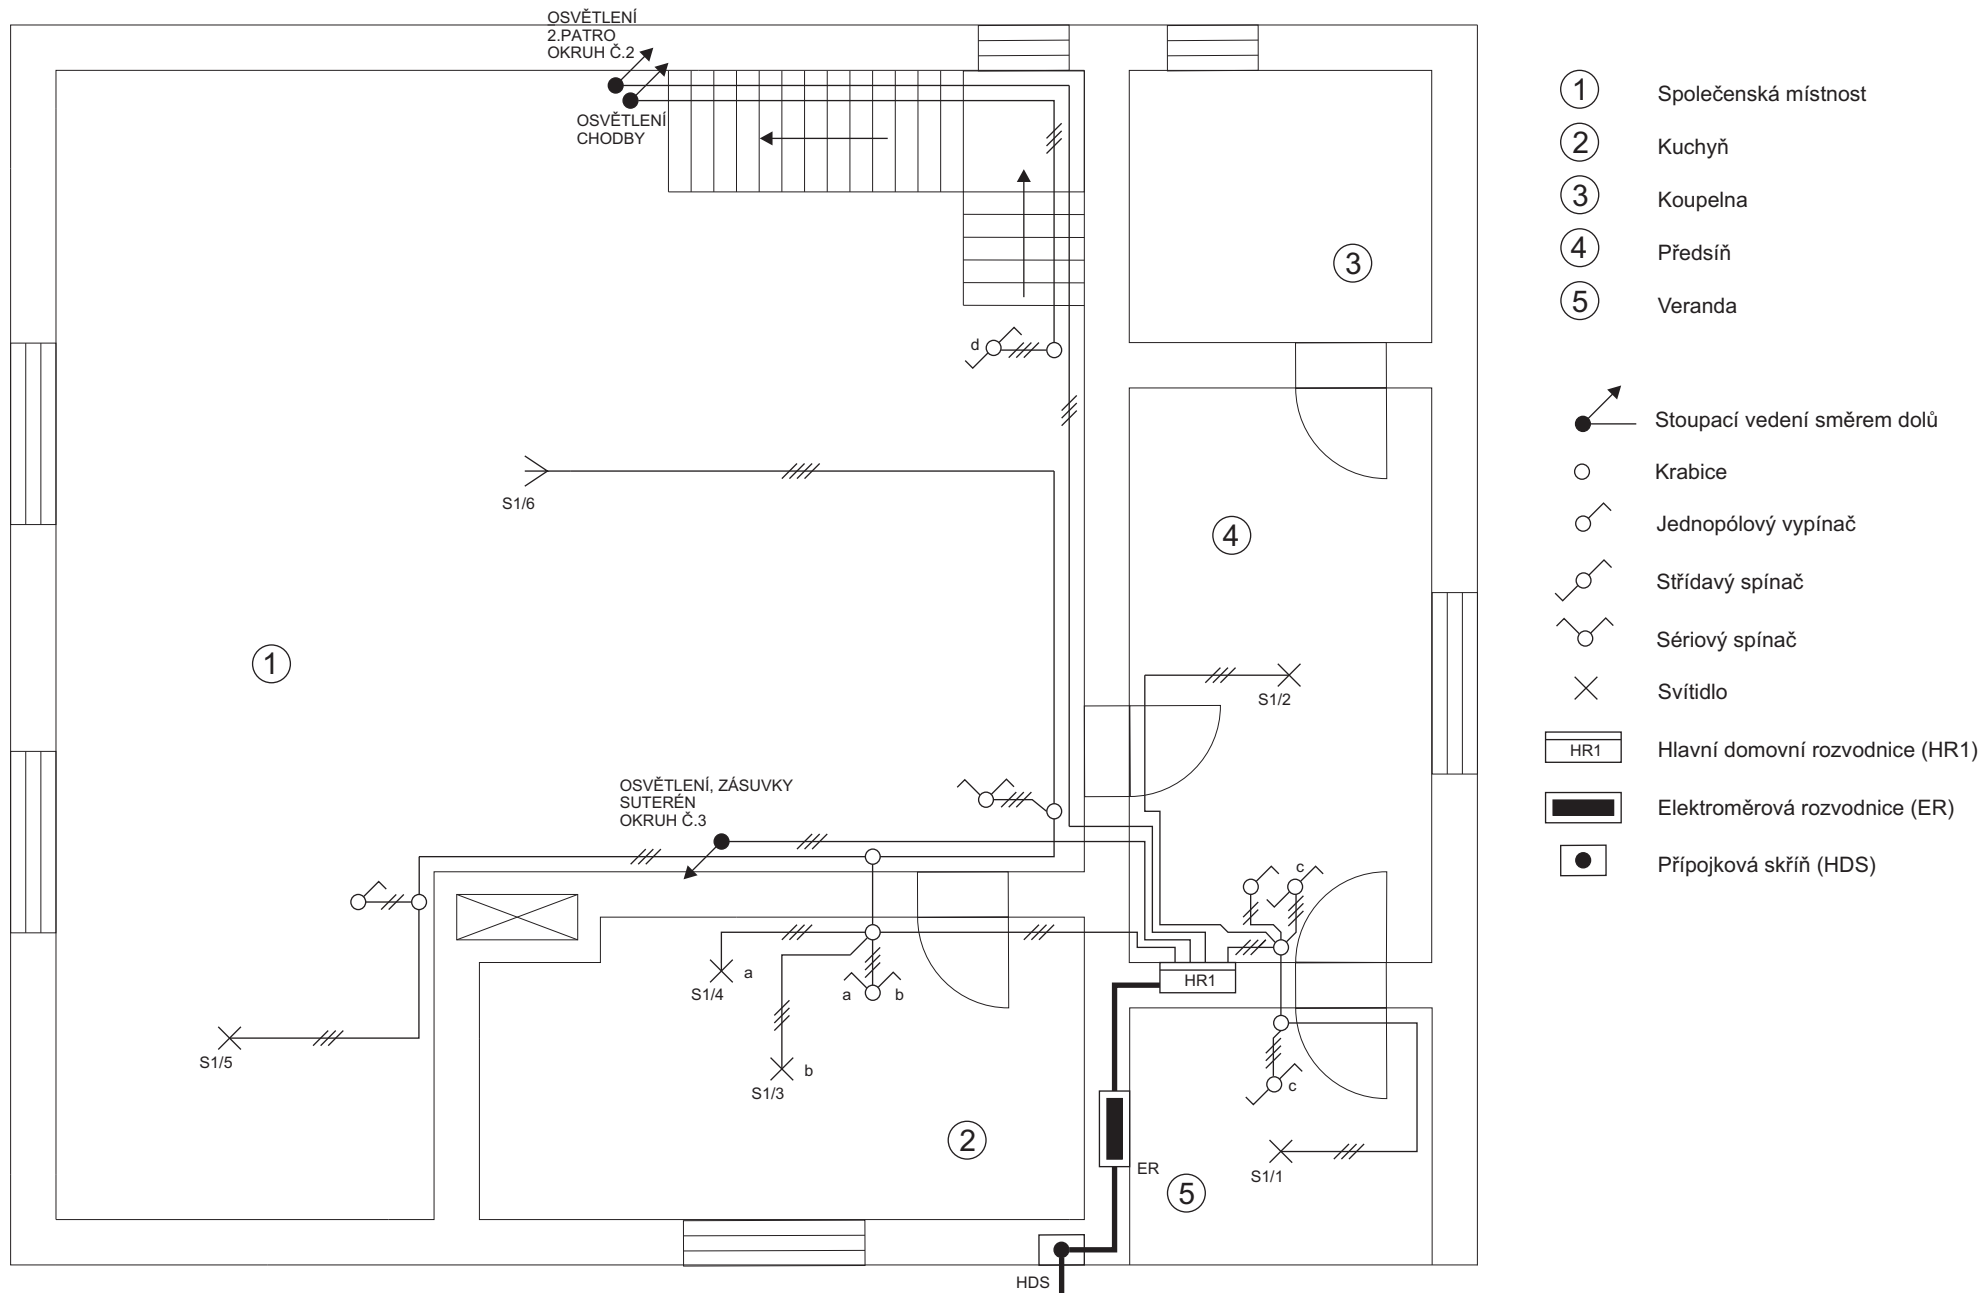 OSVĚTLENÍ
2.PATRO
OKRUH Č.2
OSVĚTLENÍ
CHODBY
3
d
S1/6
4
1
S1/2
OSVĚTLENÍ, ZÁSUVKY
SUTERÉN
OKRUH Č.3
c
a
S1/4
a
b
HR1
S1/5
b
S1/3
c
2
ER
S1/1
5
HDS
1 Společenská místnost
2 Kuchyň
3 Koupelna
4 Předsíň
5 Veranda
Stoupací vedení směrem dolů
Krabice
Jednopólový vypínač
Střídavý spínač
Sériový spínač
Svítidlo
HR1 Hlavní domovní rozvodnice (HR1)
Elektroměrová rozvodnice (ER)
Přípojková skříň (HDS)